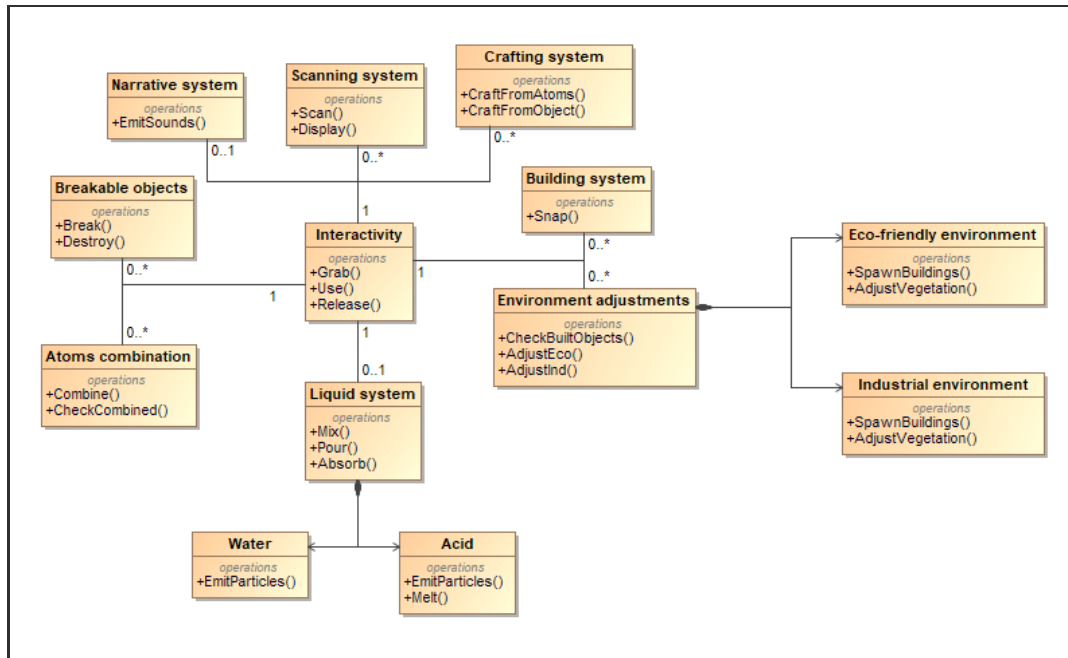 Narrative system
operations
+EmitSounds()
0..1
Scanning system
operations
+Scan()
+Display()
0..*
Crafting system
operations
+CraftFromAtoms()
+CraftFromObject()
0..*
Breakable objects
operations
+Break()
+Destroy()
0..*
1
Interactivity
operations
+Grab()
+Use()
+Release()
1
1
1
Building system
operations
+Snap()
0..*
0..*
Environment adjustments
operations
+CheckBuiltObjects()
+AdjustEco()
+AdjustInd()
Eco-friendly environment
operations
+SpawnBuildings()
+AdjustVegetation()
Industrial environment
operations
+SpawnBuildings()
+AdjustVegetation()
0..*
Atoms combination
operations
+Combine()
+CheckCombined()
0..1
Liquid system
operations
+Mix()
+Pour()
+Absorb()
Water
operations
+EmitParticles()
Acid
operations
+EmitParticles()
+Melt()